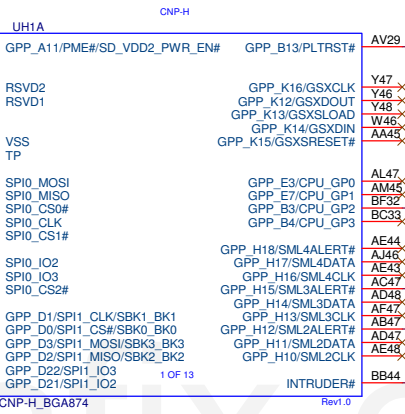 CNP-H
UH1A
GPP_A11/PME#/SD_VDD2_PWR_EN# GPP_B13/PLTRST# AV29
RSVD2 GPP_K16/GSXCLK Y47
RSVD1 GPP_K12/GSXDOUT Y46
GPP_K13/GSXSLOAD Y48
GPP_K14/GSXDIN W46
VSS GPP_K15/GSXSRESET# AA45
TP
SPI0_MOSI GPP_E3/CPU_GP0 AL47
SPI0_MISO GPP_E7/CPU_GP1 AM45
SPI0_CS0# GPP_B3/CPU_GP2 BF32
SPI0_CLK GPP_B4/CPU_GP3 BC33
SPI0_CS1#
GPP_H18/SML4ALERT# AE44
SPI0_IO2 GPP_H17/SML4DATA AJ46
SPI0_IO3 GPP_H16/SML4CLK AE43
SPI0_CS2# GPP_H15/SML3ALERT# AC47
GPP_H14/SML3DATA AD48
GPP_D1/SPI1_CLK/SBK1_BK1 GPP_H13/SML3CLK AF47
GPP_D0/SPI1_CS#/SBK0_BK0 GPP_H12/SML2ALERT# AB47
GPP_D3/SPI1_MOSI/SBK3_BK3 GPP_H11/SML2DATA AD47
GPP_D2/SPI1_MISO/SBK2_BK2 GPP_H10/SML2CLK AE48
GPP_D22/SPI1_IO3 1 OF 13
GPP_D21/SPI1_IO2 INTRUDER# BB44
CNP-H_BGA874 Rev1.0